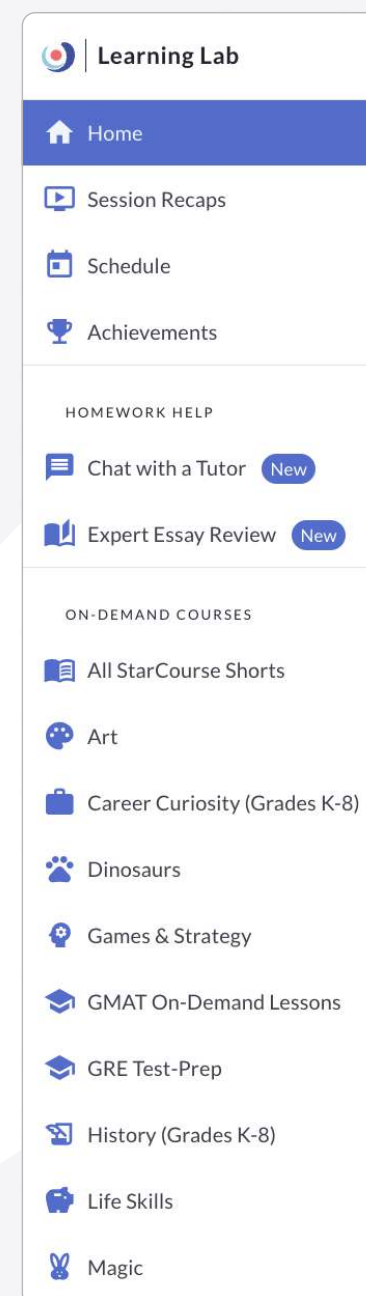 Learning Lab
Home
Session Recaps
Schedule
Achievements
HOMEWORK HELP
Chat with a Tutor New
Expert Essay Review New
ON-DEMAND COURSES
All StarCourse Shorts
Art
Career Curiosity (Grades K-8)
Dinosaurs
Games & Strategy
GMAT On-Demand Lessons
GRE Test-Prep
History (Grades K-8)
Life Skills
Magic